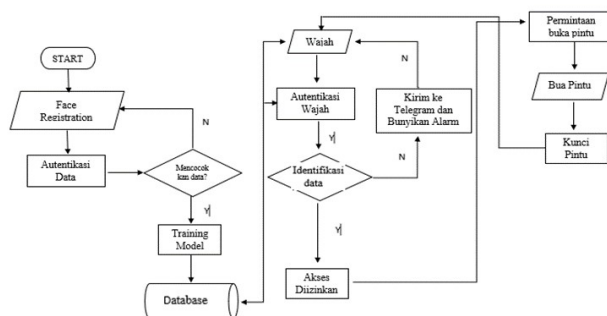 START
Face
Registration
Autentikasi
Data
N
Mencocok
kan data?
Y
Training
Model
Database
Wajah
Autentikasi
Wajah
Y
Identifikasi
data
Y
Akses
Diizinkan
N
Kirim ke
Telegram dan
Bunyikan Alarm
N
Permintaan
buka pintu
Bua Pintu
Kunci
Pintu